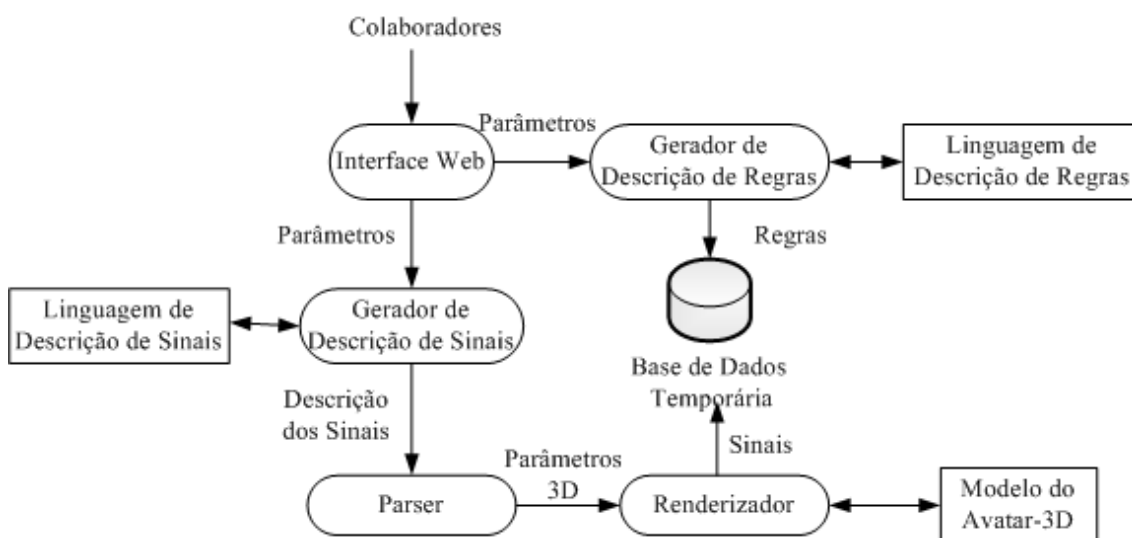 Colaboradores
Parâmetros
Interface Web
Gerador de
Descrição de Regras
Linguagem de
Descrição de Regras
Parâmetros
Regras
Linguagem de
Descrição de Sinais
Gerador de
Descrição de Sinais
Base de Dados
Temporária
Descrição
dos Sinais
Sinais
Parâmetros
3D
Parser
Renderizador
Modelo do
Avatar-3D